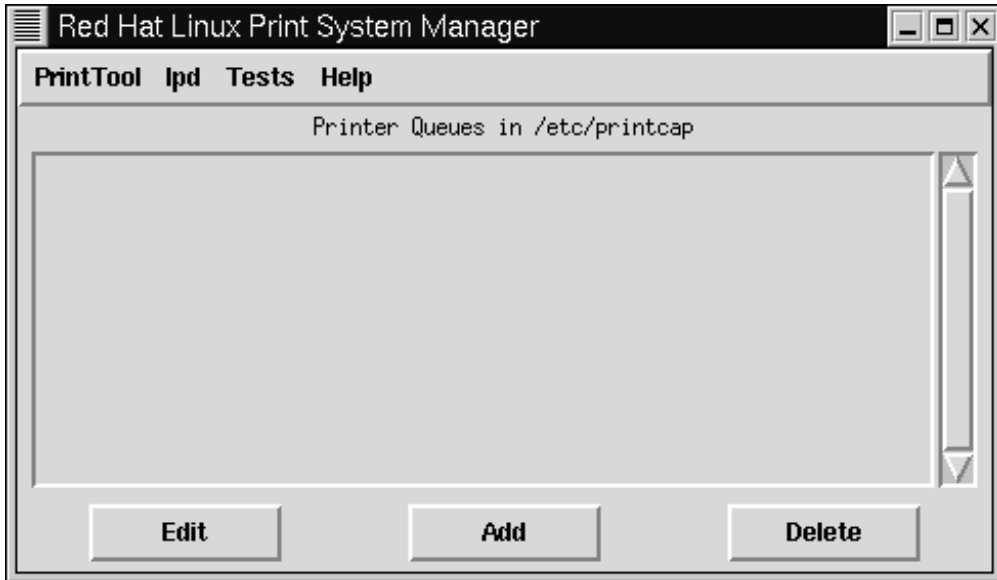 Red Hat Linux Print System Manager
PrintTool lpd Tests Help
Printer Queues in /etc/printcap
Edit Add Delete